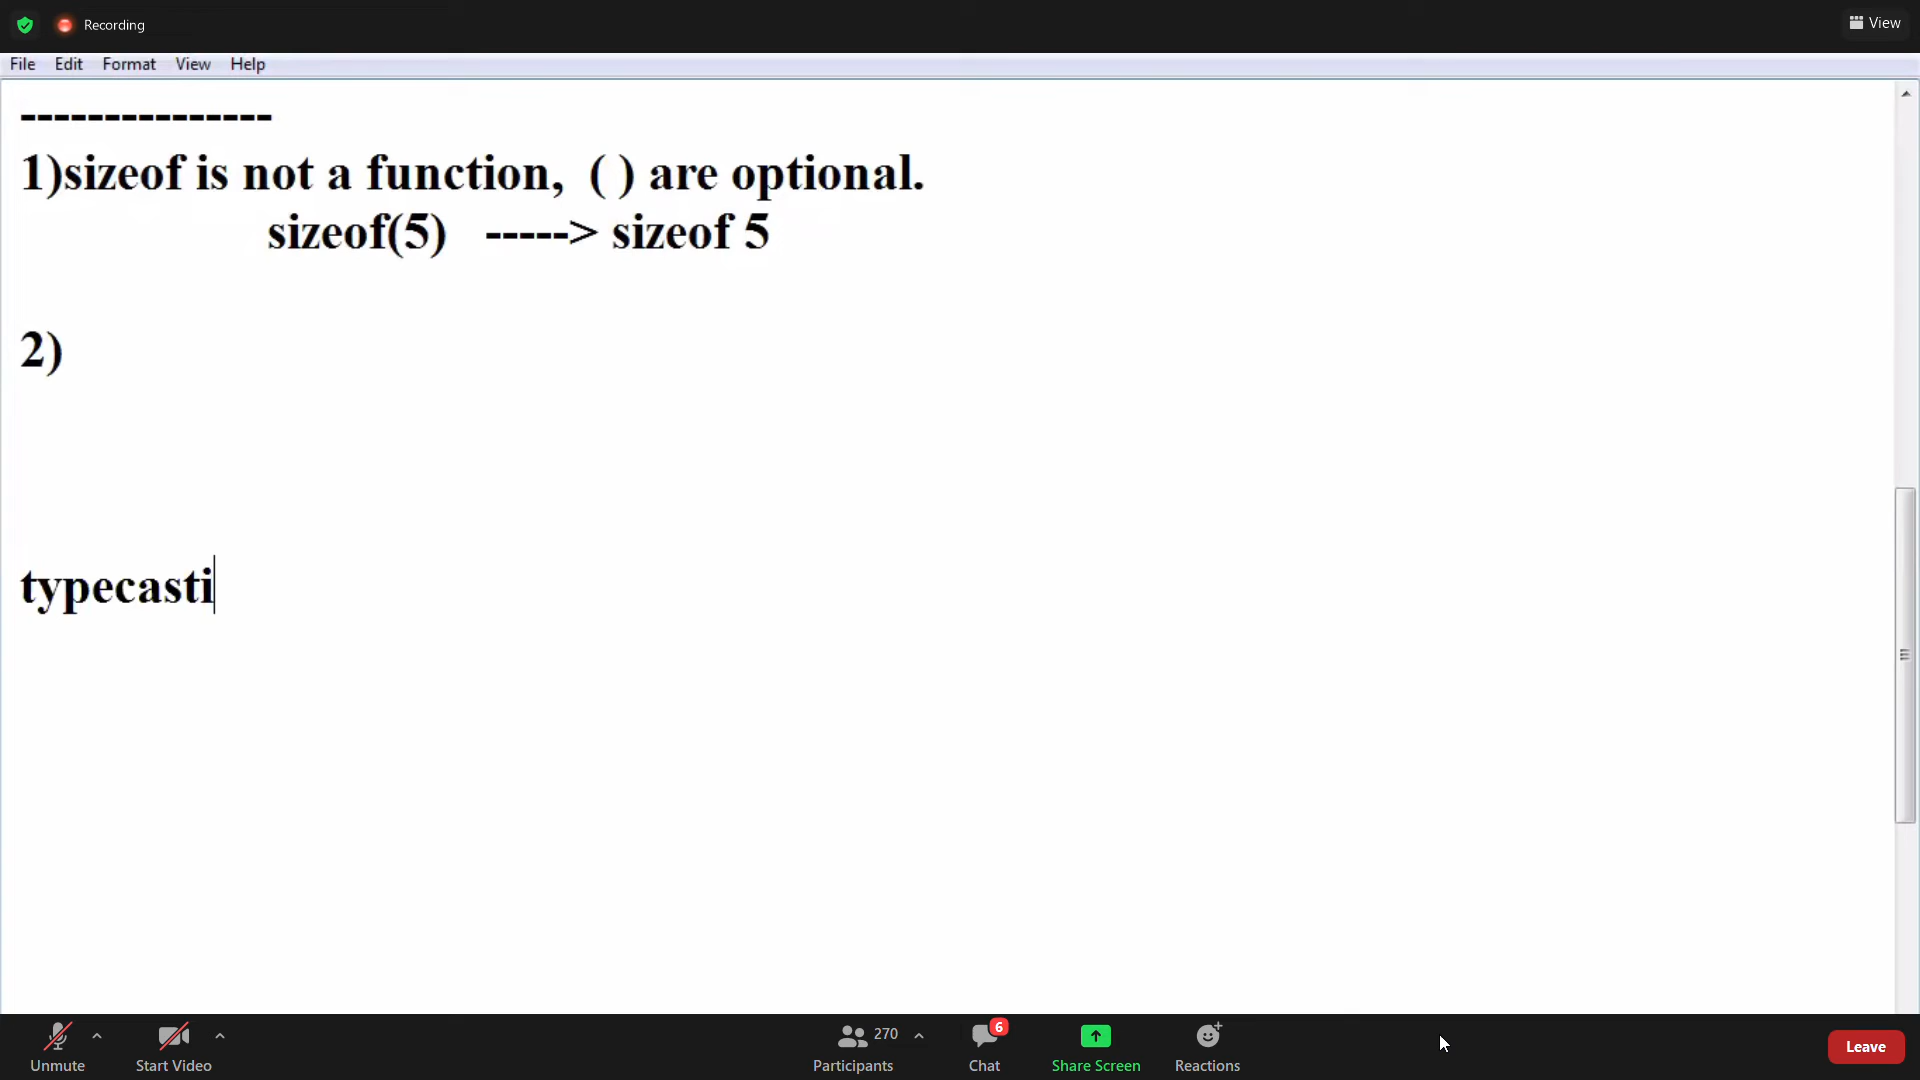 Recording
View
File Edit Format View Help
---------------
1)sizeof is not a function,  ( ) are optional.
sizeof(5)   -----> sizeof 5
2)
typecasti
270
6
Unmute
Start Video
Participants
Chat
Share Screen
Reactions
Leave